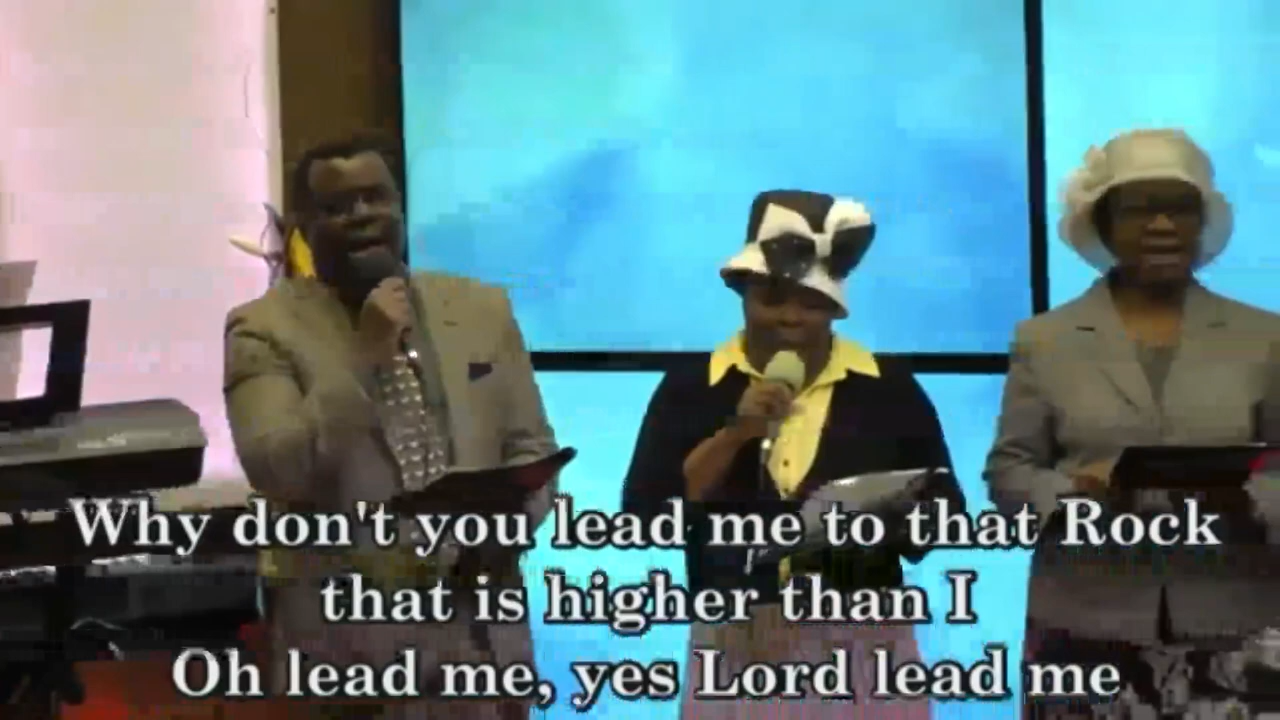 Why don't you lead me to that Rock
that is higher than I
Oh lead me, yes Lord lead me